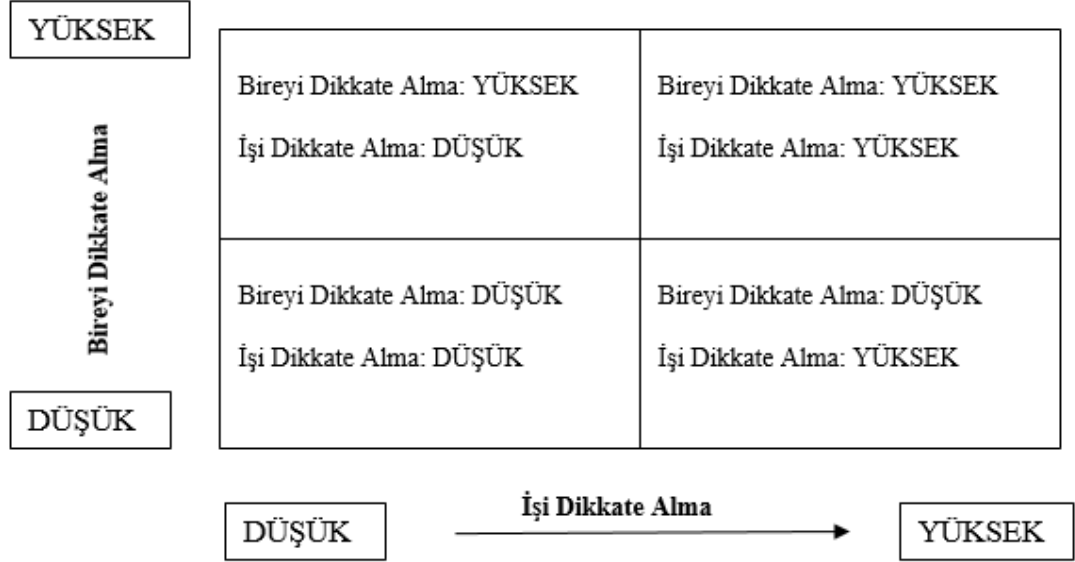 YÜKSEK
Bireyi Dikkate Alma: YÜKSEK
İşi Dikkate Alma: DÜŞÜK
Bireyi Dikkate Alma: YÜKSEK
İşi Dikkate Alma: YÜKSEK
Bireyi Dikkate Alma
Bireyi Dikkate Alma: DÜŞÜK
İşi Dikkate Alma: DÜŞÜK
Bireyi Dikkate Alma: DÜŞÜK
İşi Dikkate Alma: YÜKSEK
DÜŞÜK
DÜŞÜK
İşi Dikkate Alma
YÜKSEK